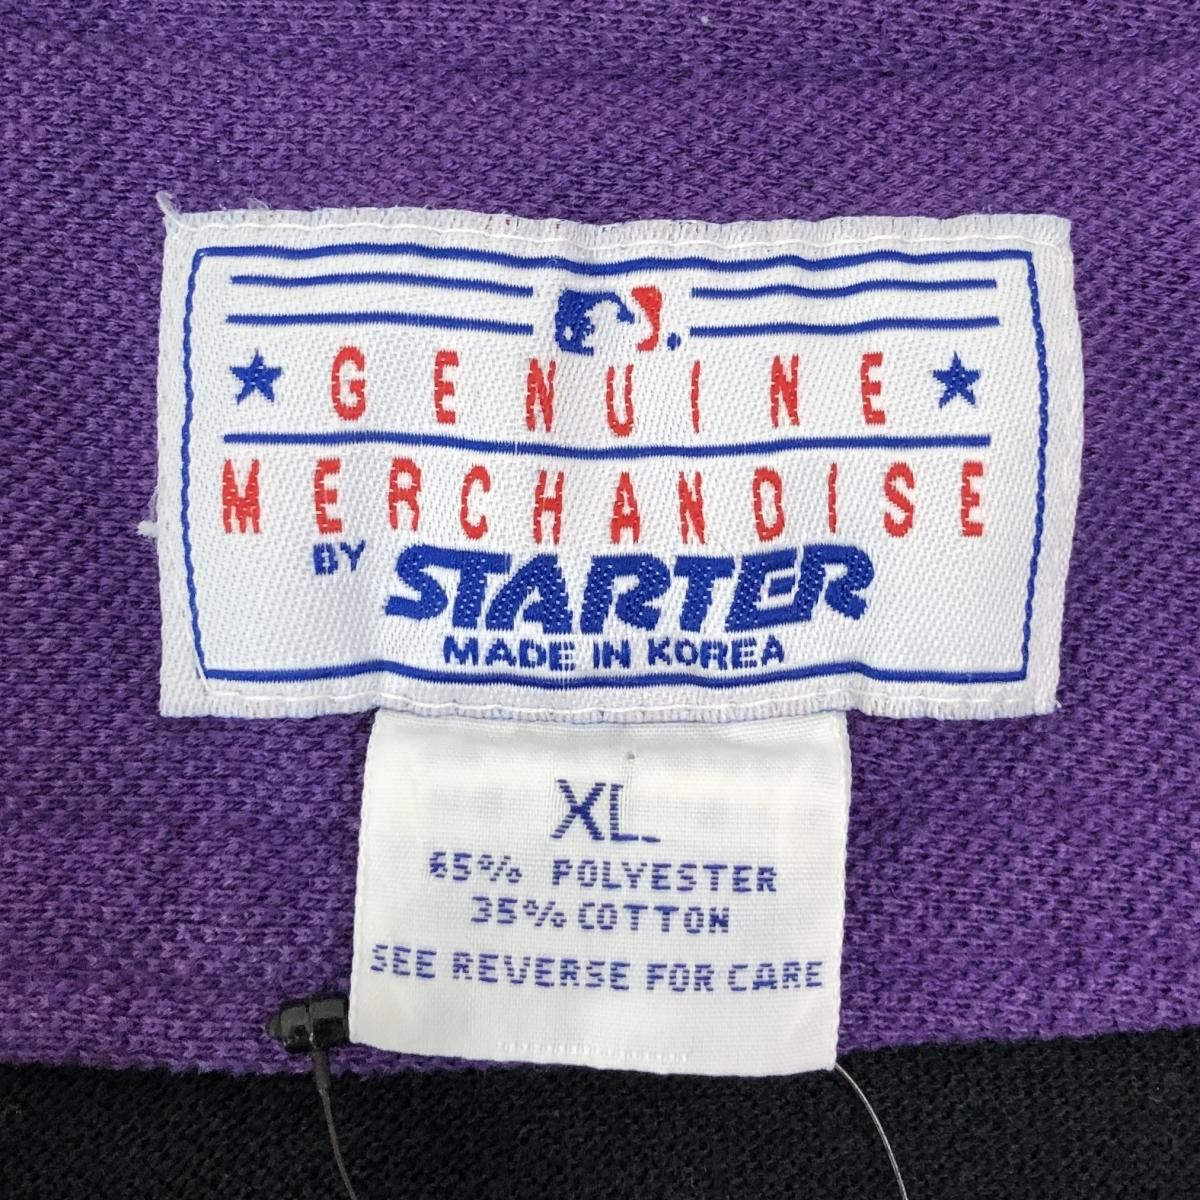 GENUINE
MERCHANDISE
BY STARTER
MADE IN KOREA
XL
65% POLYESTER
35% COTTON
SEE REVERSE FOR CARE